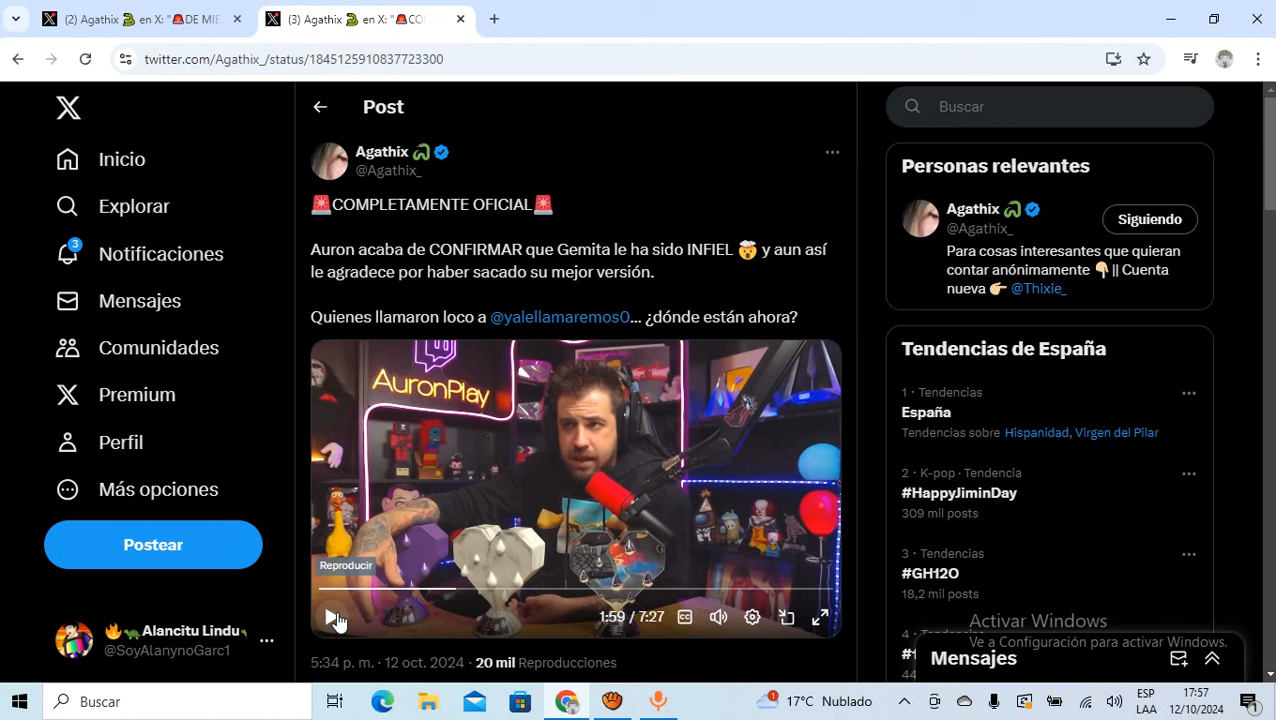 (2) Agathix 🐍 en X: "🚨DE MIE
(3) Agathix 🐍 en X: "🚨CO
twitter.com/Agathix_/status/1845125910837723300
Inicio
Explorar
3
Notificaciones
Mensajes
Comunidades
Premium
Perfil
Más opciones
Postear
🔥🦎Alancitu Lindu
@SoyAlanynoGarc1
Post
Agathix 🐍
@Agathix_
🚨COMPLETAMENTE OFICIAL🚨
Auron acaba de CONFIRMAR que Gemita le ha sido INFIEL 🤯 y aun así
le agradece por haber sacado su mejor versión.
Quienes llamaron loco a @yalellamaremos0... ¿dónde están ahora?
AuronPlay
Reproducir
1:59 / 7:27
CC
5:34 p. m. · 12 oct. 2024 · 20 mil Reproducciones
Buscar
Personas relevantes
Agathix 🐍
@Agathix_
Siguiendo
Para cosas interesantes que quieran
contar anónimamente 👇🏻 || Cuenta
nueva 👉🏻 @Thixie_
Tendencias de España
1 · Tendencias
España
Tendencias sobre Hispanidad, Virgen del Pilar
2 · K-pop · Tendencia
#HappyJiminDay
309 mil posts
3 · Tendencias
#GH12O
18,2 mil posts
4 · Tendencias
Activar Windows
Ve a Configuración para activar Windows.
Mensajes
Buscar
17°C Nublado
ESP
LAA
17:57
12/10/2024
1